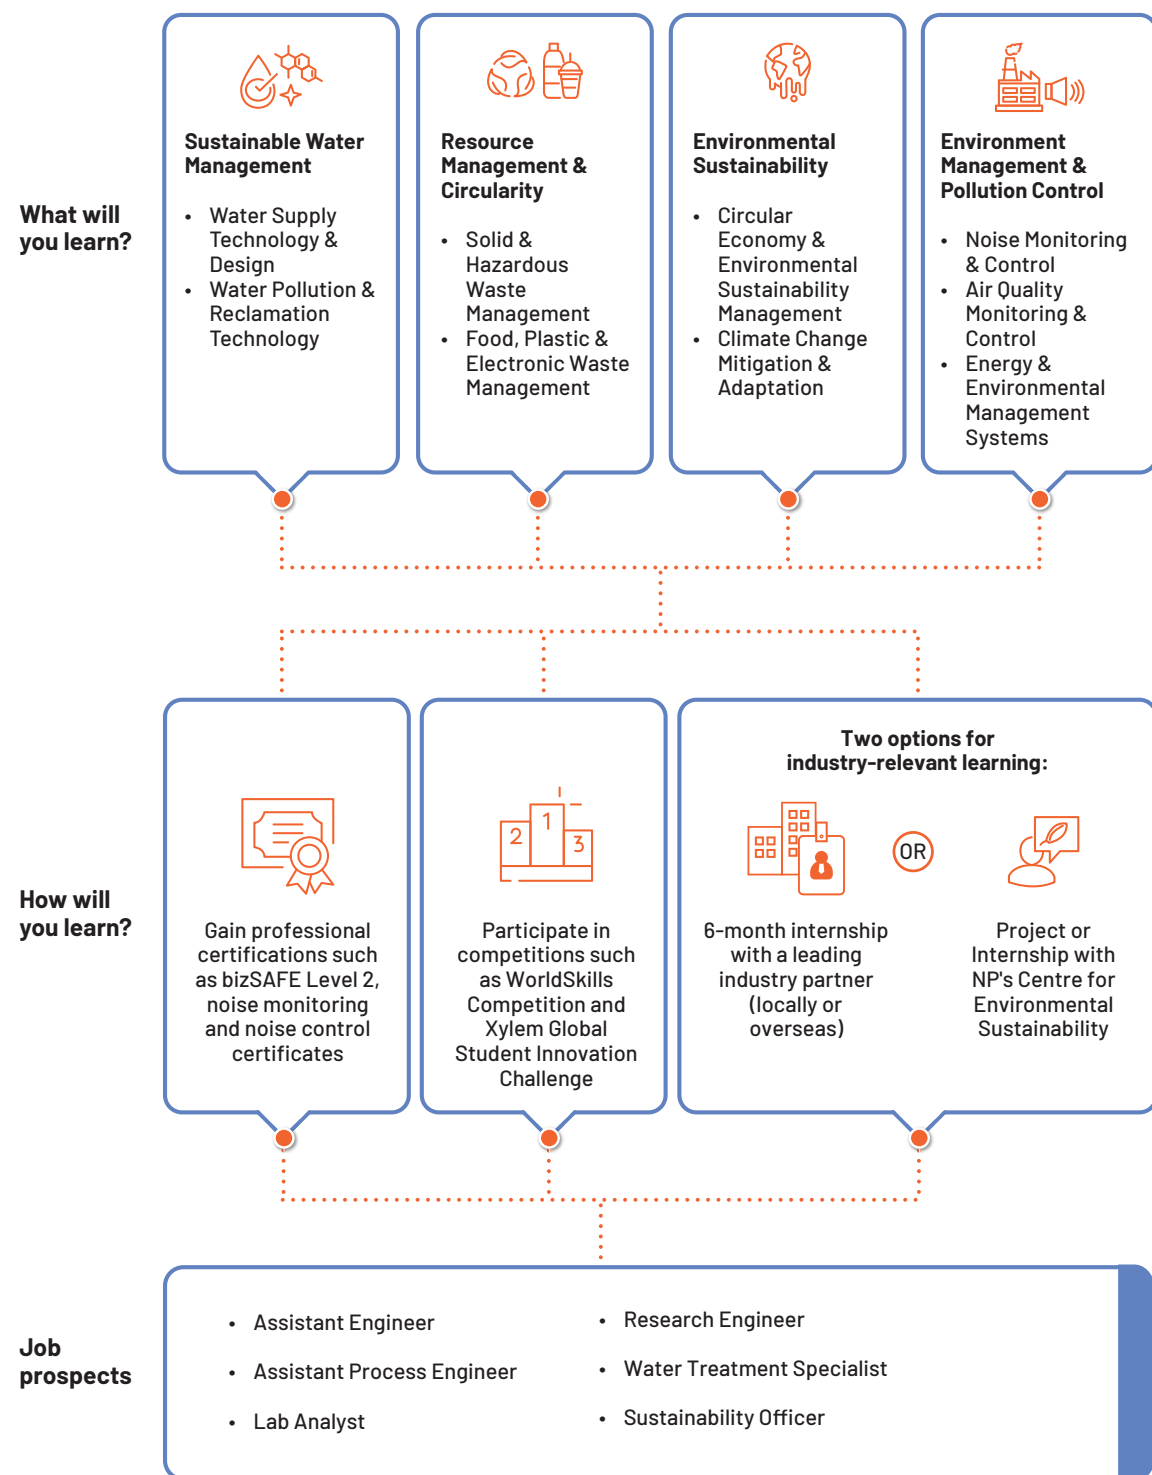 What will
you learn?
Sustainable Water
Management
• Water Supply
Technology &
Design
• Water Pollution &
Reclamation
Technology
Resource
Management &
Circularity
• Solid &
Hazardous
Waste
Management
• Food, Plastic &
Electronic Waste
Management
Environmental
Sustainability
• Circular
Economy &
Environmental
Sustainability
Management
• Climate Change
Mitigation &
Adaptation
Environment
Management &
Pollution Control
• Noise Monitoring
& Control
• Air Quality
Monitoring &
Control
• Energy &
Environmental
Management
Systems
How will
you learn?
Gain professional
certifications such
as bizSAFE Level 2,
noise monitoring
and noise control
certificates
2
1
3
Participate in
competitions such
as WorldSkills
Competition and
Xylem Global
Student Innovation
Challenge
Two options for
industry-relevant learning:
6-month internship
with a leading
industry partner
(locally or
overseas)
OR
Project or
Internship with
NP's Centre for
Environmental
Sustainability
Job
prospects
• Assistant Engineer
• Assistant Process Engineer
• Lab Analyst
• Research Engineer
• Water Treatment Specialist
• Sustainability Officer